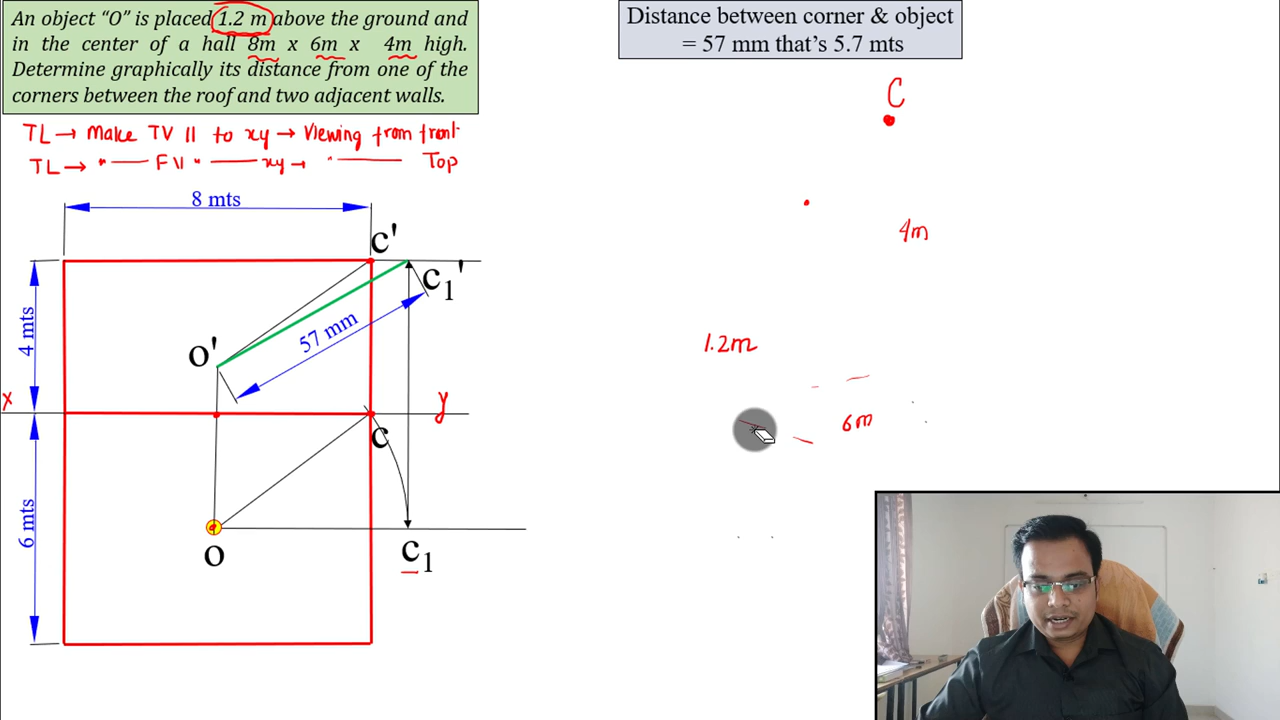 An object “O” is placed 1.2 m above the ground and
in the center of a hall 8m x 6m x 4m high.
Determine graphically its distance from one of the
corners between the roof and two adjacent walls.
TL → Make TV || to xy → Viewing from front
TL → " — F || " — xy → " — Top
8 mts
c'
c1'
4 mts
57 mm
o'
x
y
c
6 mts
o
c1
Distance between corner & object
= 57 mm that’s 5.7 mts
C
4m
1.2m
6m